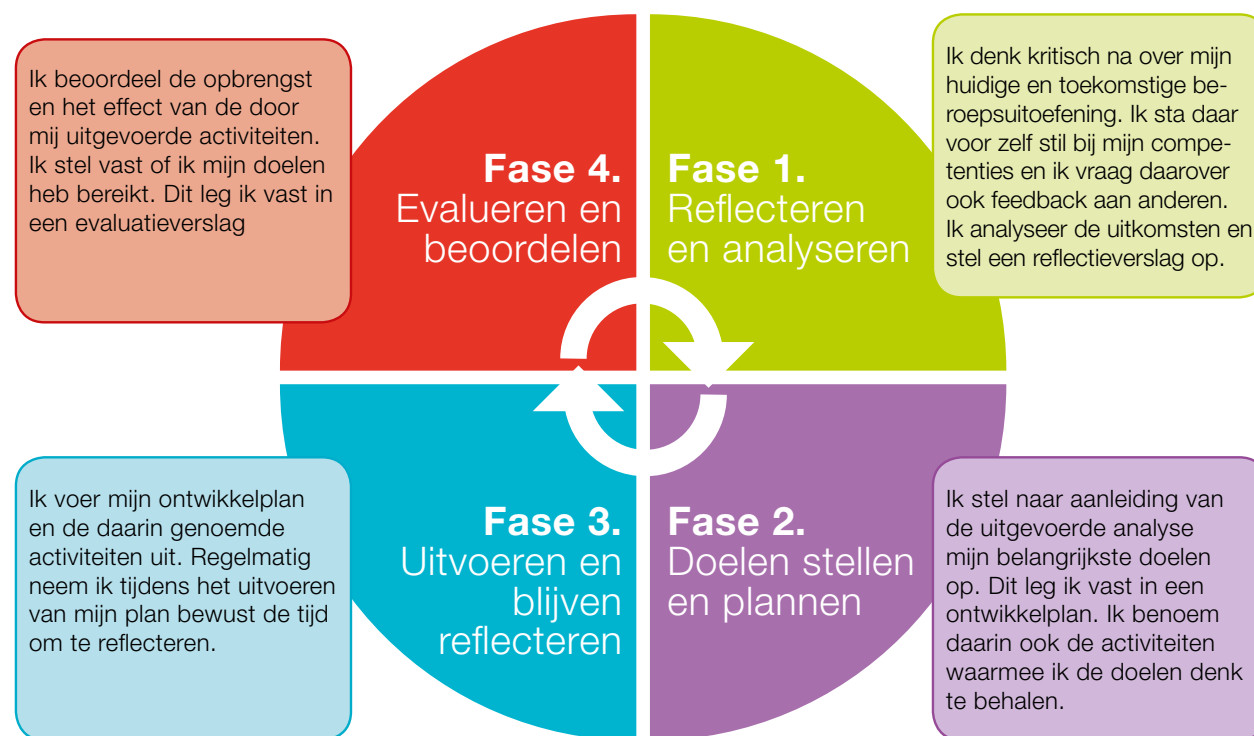 Ik beoordeel de opbrengst
en het effect van de door
mij uitgevoerde activiteiten.
Ik stel vast of ik mijn doelen
heb bereikt. Dit leg ik vast in
een evaluatieverslag
Fase 4.
Evalueren en
beoordelen
Fase 1.
Reflecteren
en analyseren
Ik denk kritisch na over mijn
huidige en toekomstige be-
roepsuitoefening. Ik sta daar
voor zelf stil bij mijn compe-
tenties en ik vraag daarover
ook feedback aan anderen.
Ik analyseer de uitkomsten en
stel een reflectieverslag op.
Ik voer mijn ontwikkelplan
en de daarin genoemde
activiteiten uit. Regelmatig
neem ik tijdens het uitvoeren
van mijn plan bewust de tijd
om te reflecteren.
Fase 3.
Uitvoeren en
blijven
reflecteren
Fase 2.
Doelen stellen
en plannen
Ik stel naar aanleiding van
de uitgevoerde analyse
mijn belangrijkste doelen
op. Dit leg ik vast in een
ontwikkelplan. Ik benoem
daarin ook de activiteiten
waarmee ik de doelen denk
te behalen.